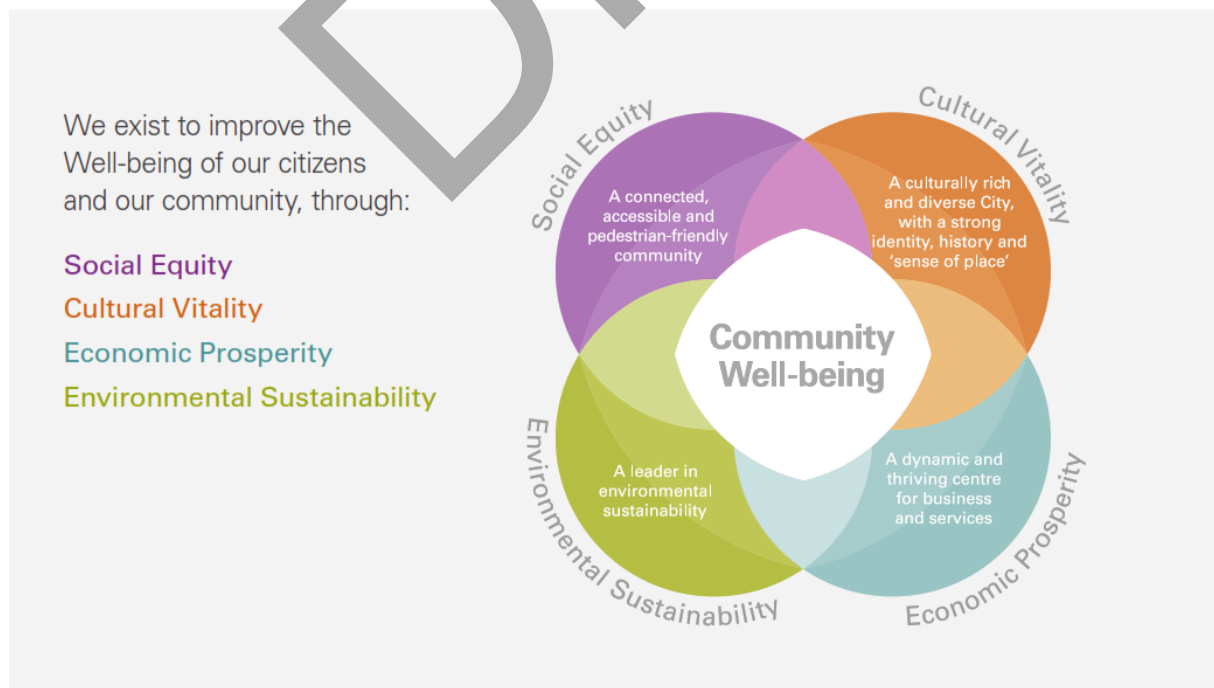 We exist to improve the
Well-being of our citizens
and our community, through:
Social Equity
Cultural Vitality
Economic Prosperity
Environmental Sustainability
Social Equity
Cultural Vitality
A connected,
accessible and
pedestrian-friendly
community
A culturally rich
and diverse City,
with a strong
identity, history and
'sense of place'
Community
Well-being
A leader in
environmental
sustainability
A dynamic and
thriving centre
for business
and services
Environmental Sustainability
Economic Prosperity